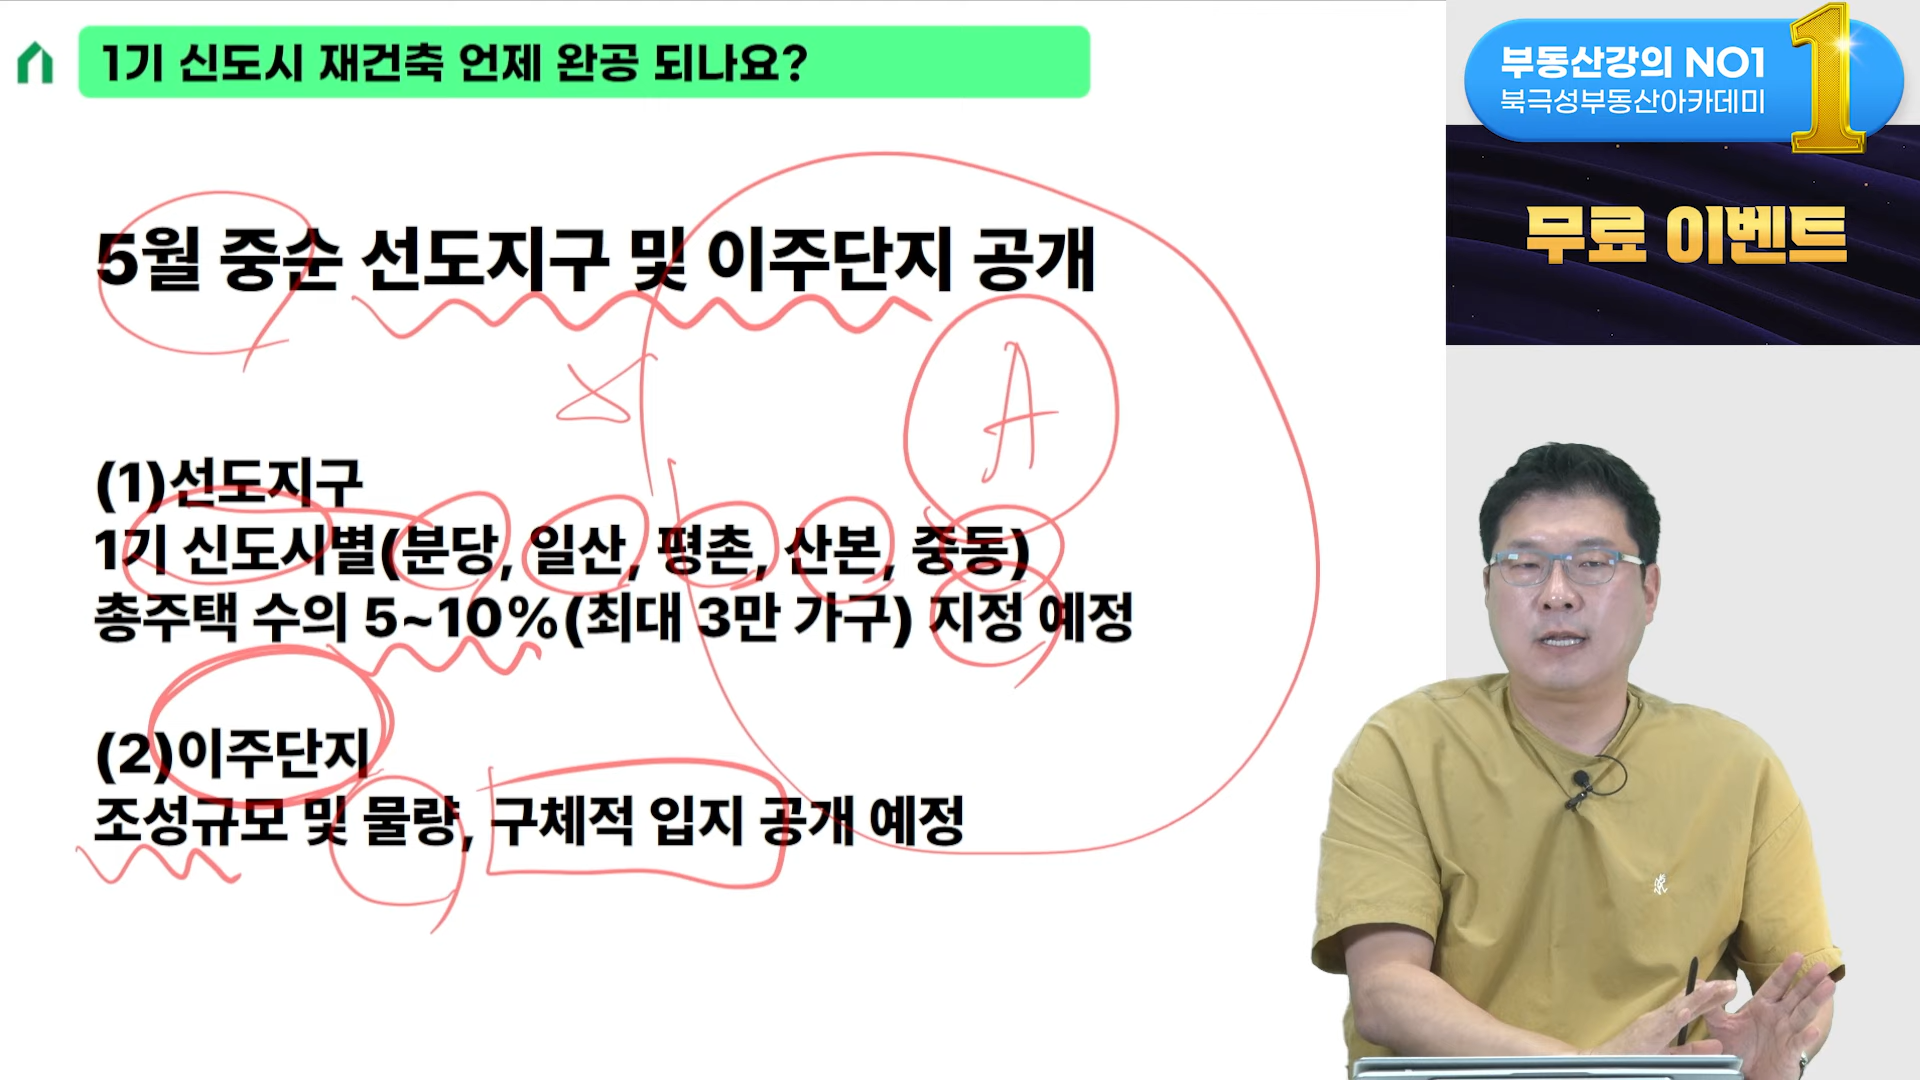 1기 신도시 재건축 언제 완공 되나요?
부동산강의 NO1
북극성부동산아카데미
1
무료 이벤트
5월 중순 선도지구 및 이주단지 공개
A
(1)선도지구
1기 신도시별(분당, 일산, 평촌, 산본, 중동)
총주택 수의 5~10%(최대 3만 가구) 지정 예정
(2)이주단지
조성규모 및 물량, 구체적 입지 공개 예정